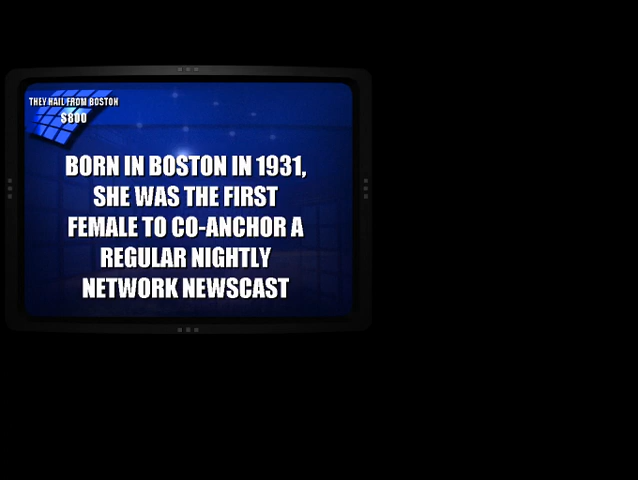 THEY HAIL FROM BOSTON
$800
BORN IN BOSTON IN 1931,
SHE WAS THE FIRST
FEMALE TO CO-ANCHOR A
REGULAR NIGHTLY
NETWORK NEWSCAST